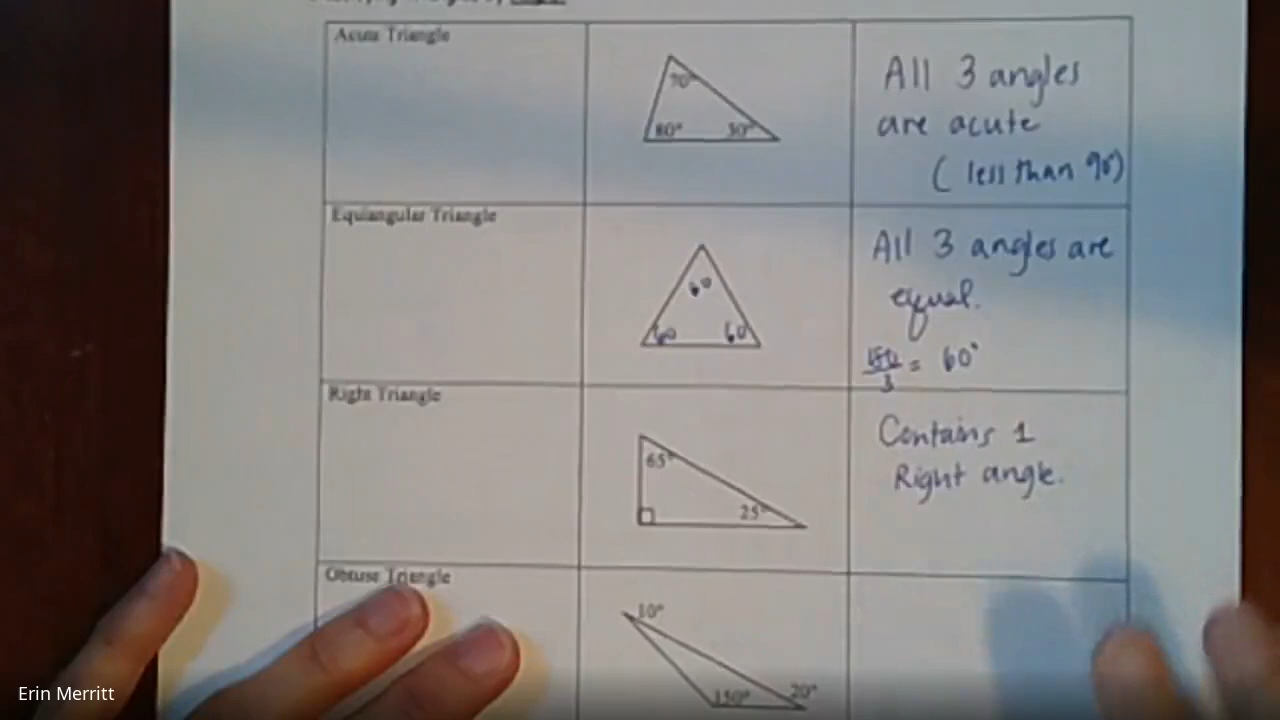 Acute Triangle
70°
80°
30°
All 3 angles
are acute
( less than 90°)
Equiangular Triangle
60
60
60
All 3 angles are
equal.
180/3 = 60°
Right Triangle
65°
25°
Contains 1
Right angle.
Obtuse Triangle
10°
150°
20°
Erin Merritt